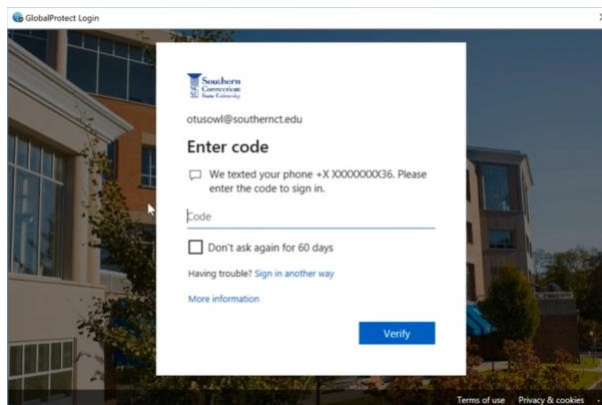 GlobalProtect Login
Southern
Connecticut
State University
otusowl@southernct.edu
Enter code
We texted your phone +X XXXXXXXX36. Please
enter the code to sign in.
Code
Don't ask again for 60 days
Having trouble? Sign in another way
More information
Verify
Terms of use Privacy & cookies